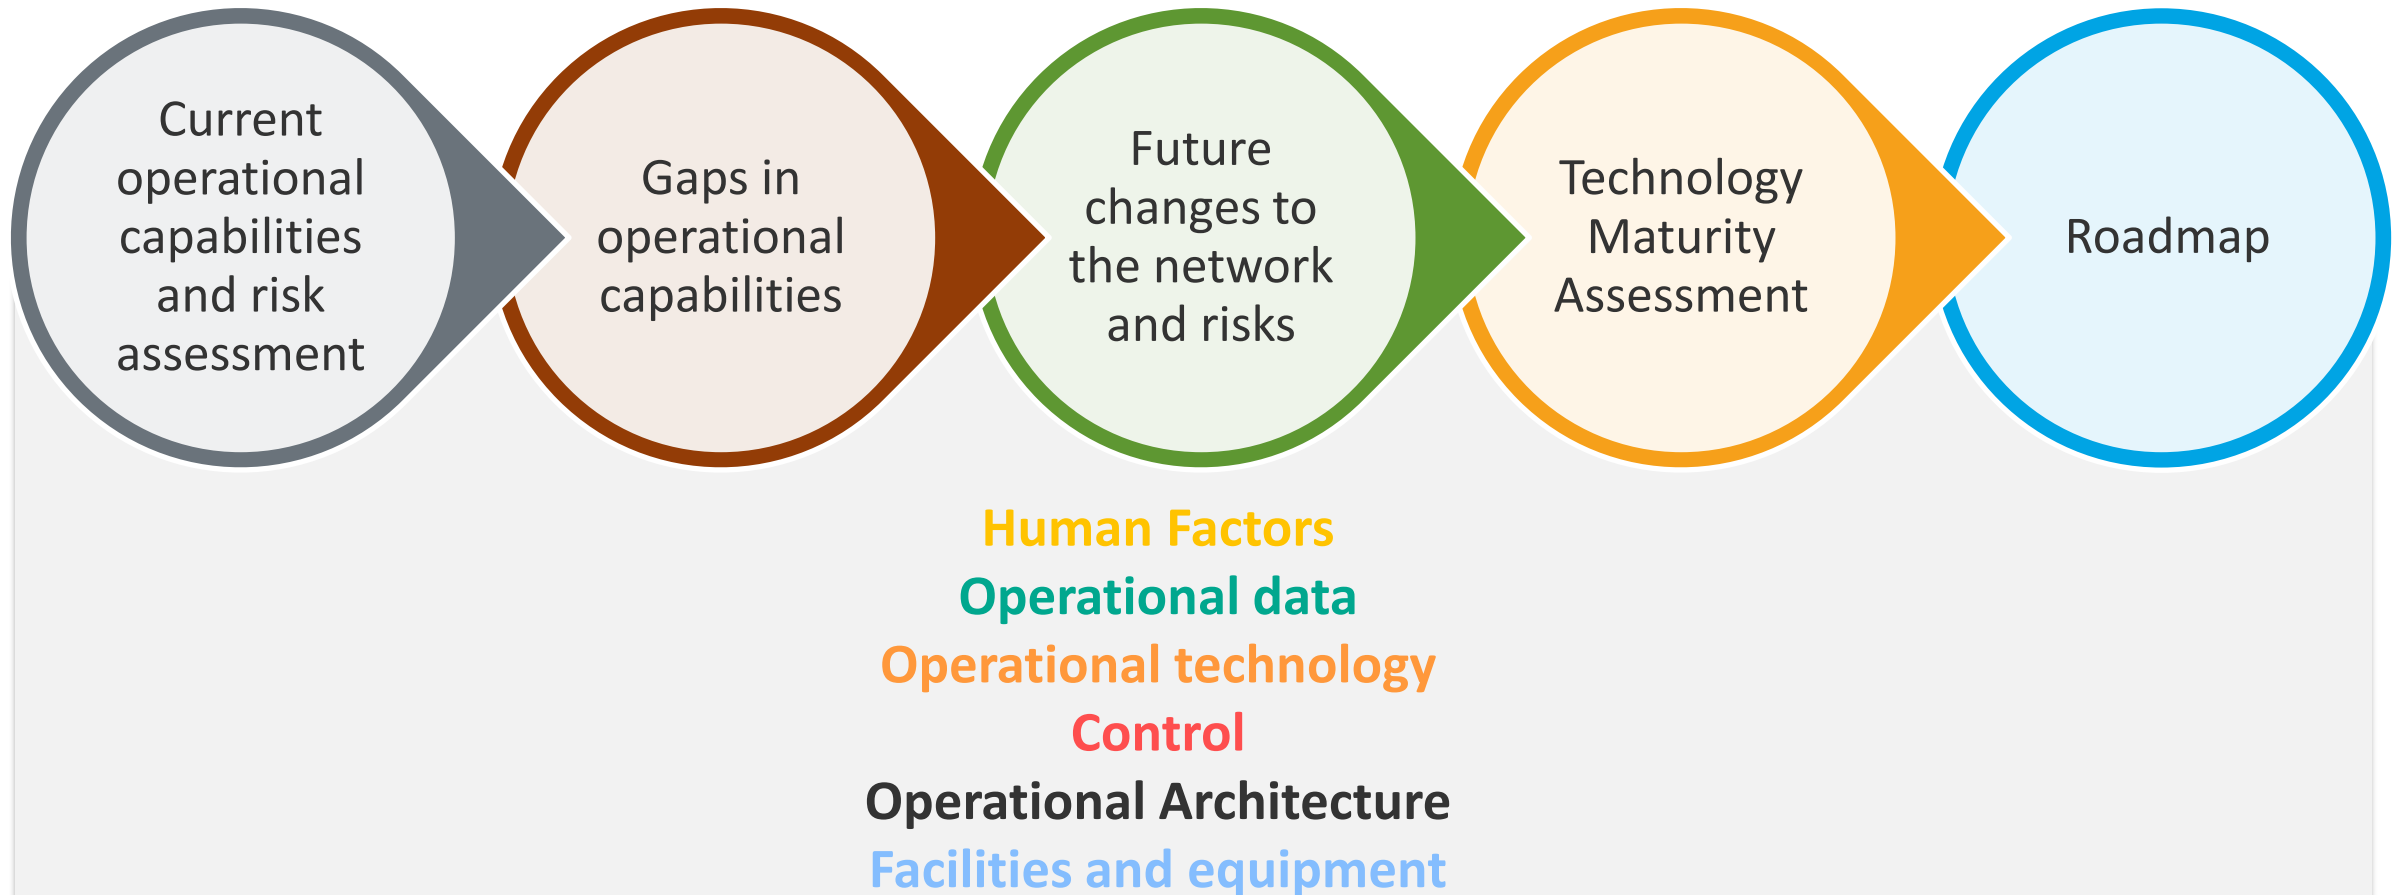 Current
operational
capabilities
and risk
assessment
Gaps in
operational
capabilities
Future
changes to
the network
and risks
Technology
Maturity
Assessment
Roadmap
Human Factors
Operational data
Operational technology
Control
Operational Architecture
Facilities and equipment